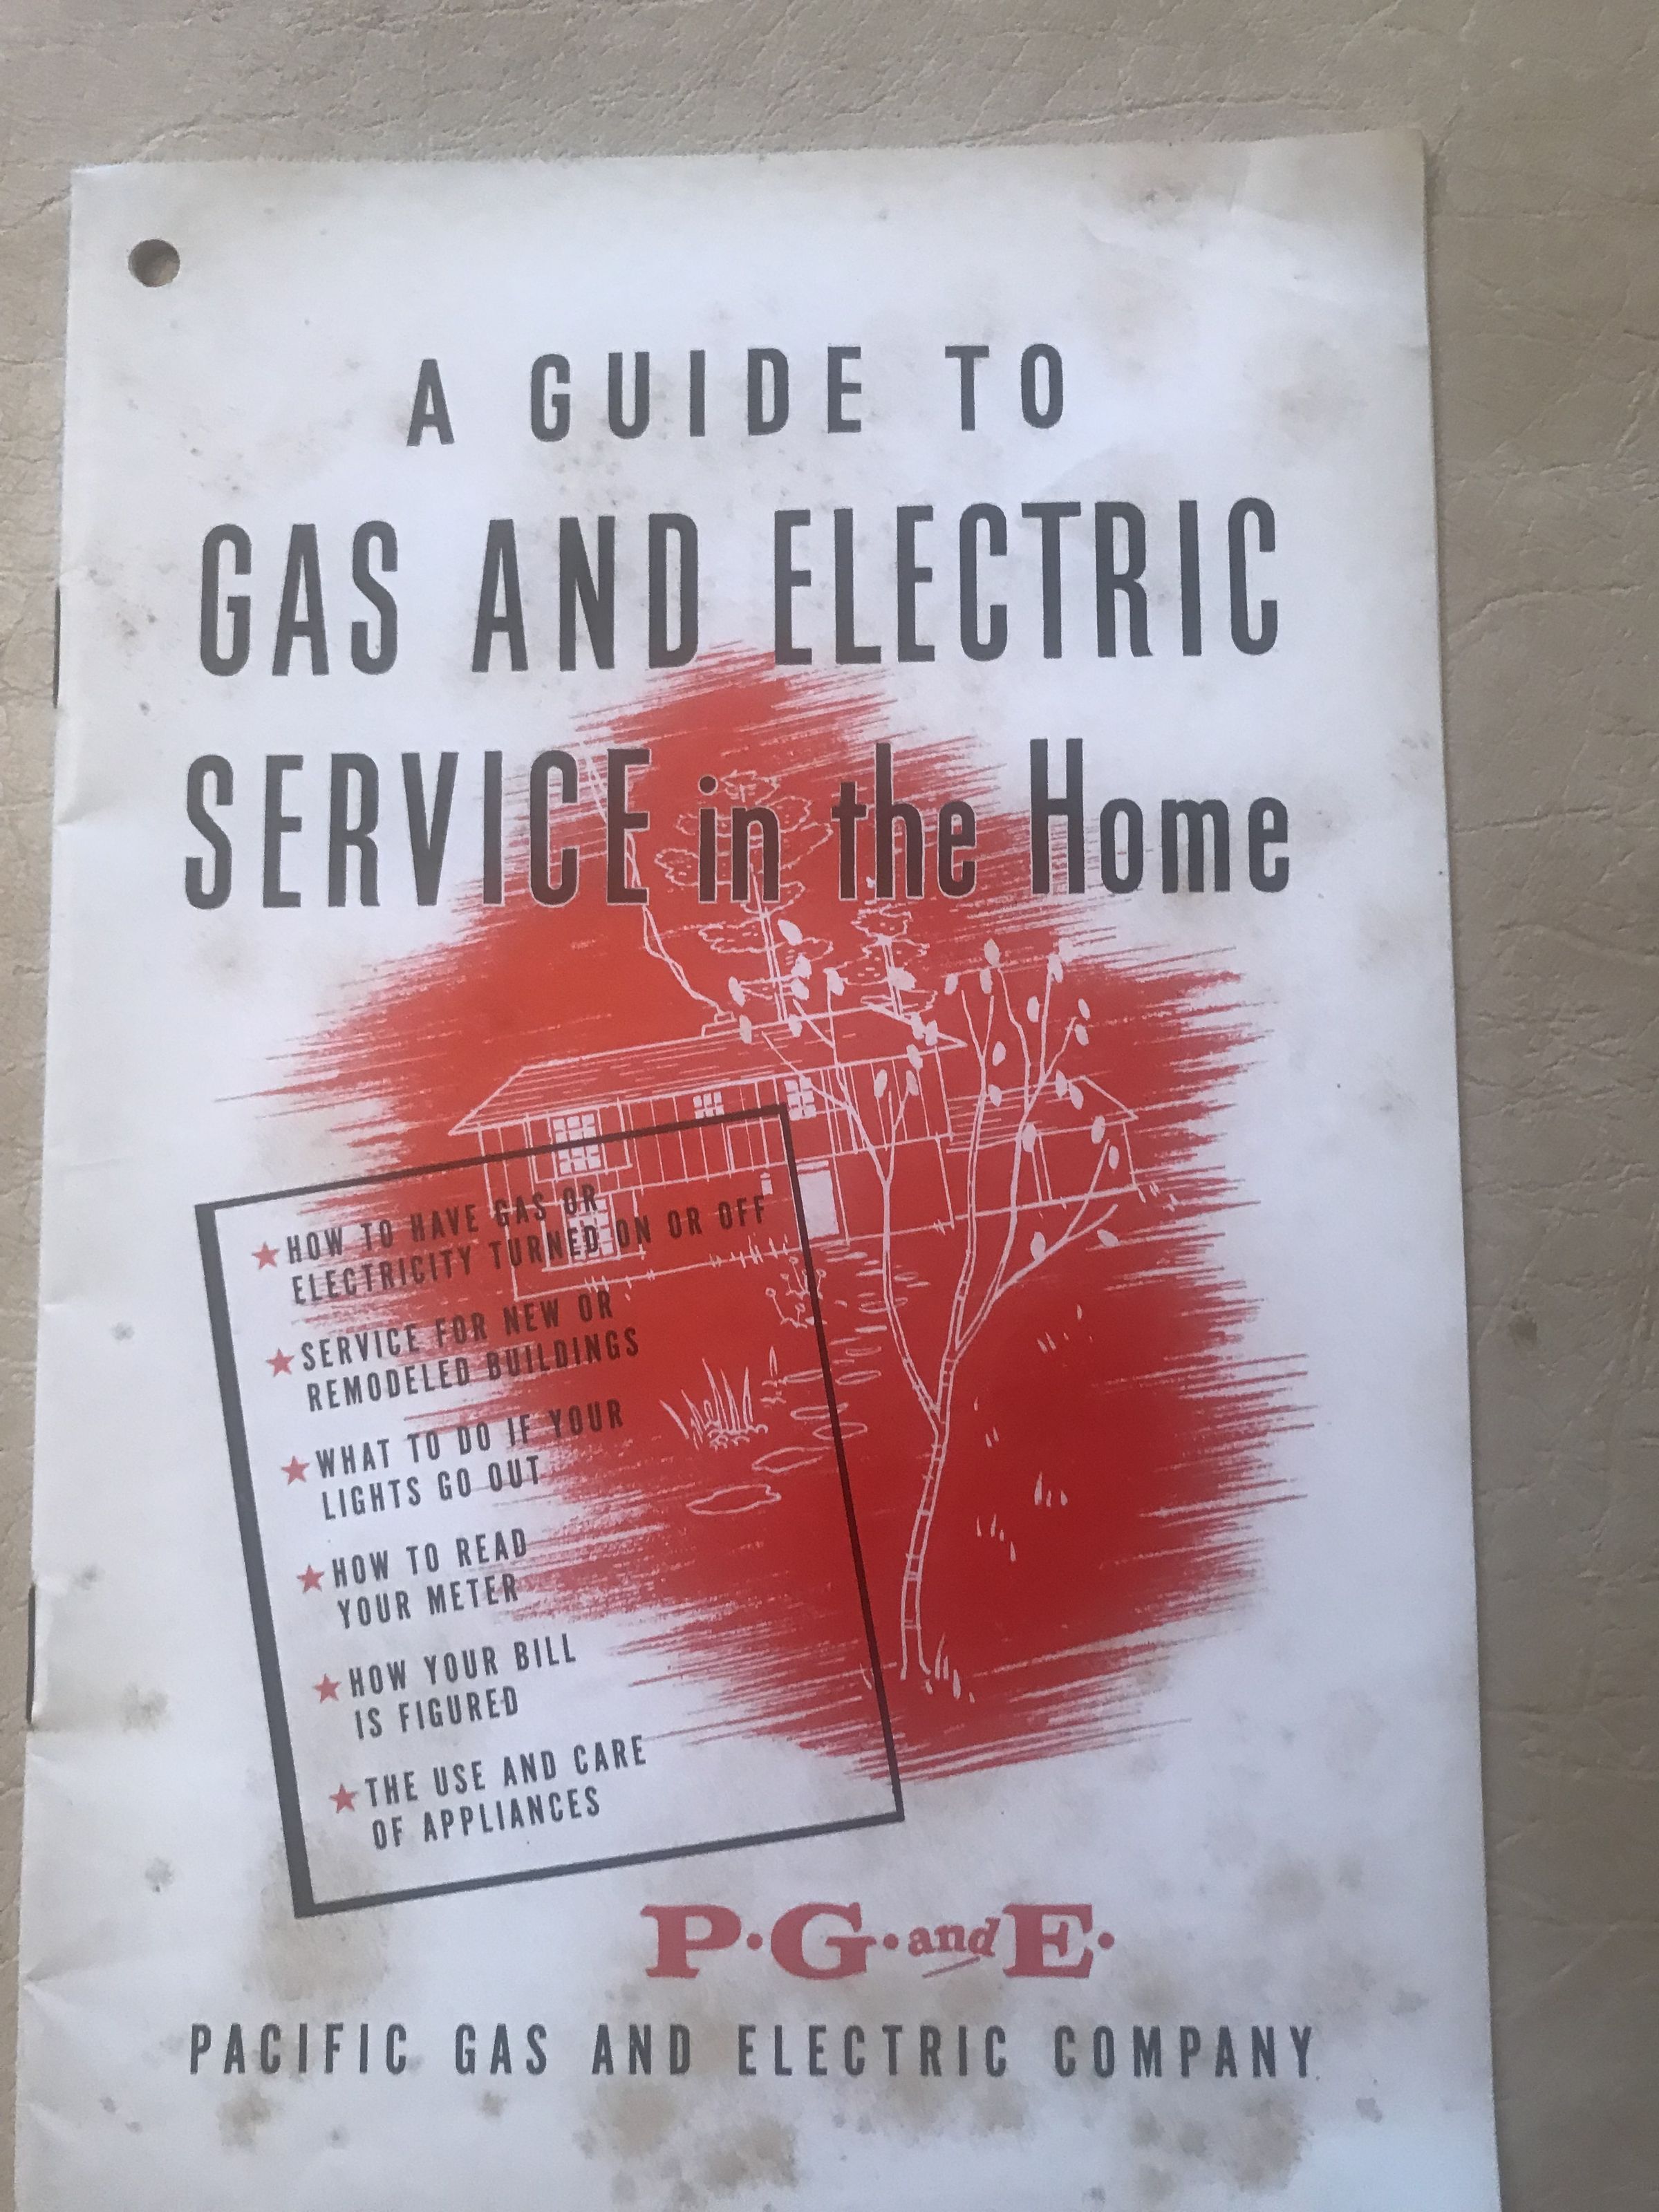 A GUIDE TO
GAS AND ELECTRIC
SERVICE in the Home
★ HOW TO HAVE GAS OR
ELECTRICITY TURNED ON OR OFF
★ SERVICE FOR NEW OR
REMODELED BUILDINGS
★ WHAT TO DO IF YOUR
LIGHTS GO OUT
★ HOW TO READ
YOUR METER
★ HOW YOUR BILL
IS FIGURED
★ THE USE AND CARE
OF APPLIANCES
P·G·and E·
PACIFIC GAS AND ELECTRIC COMPANY